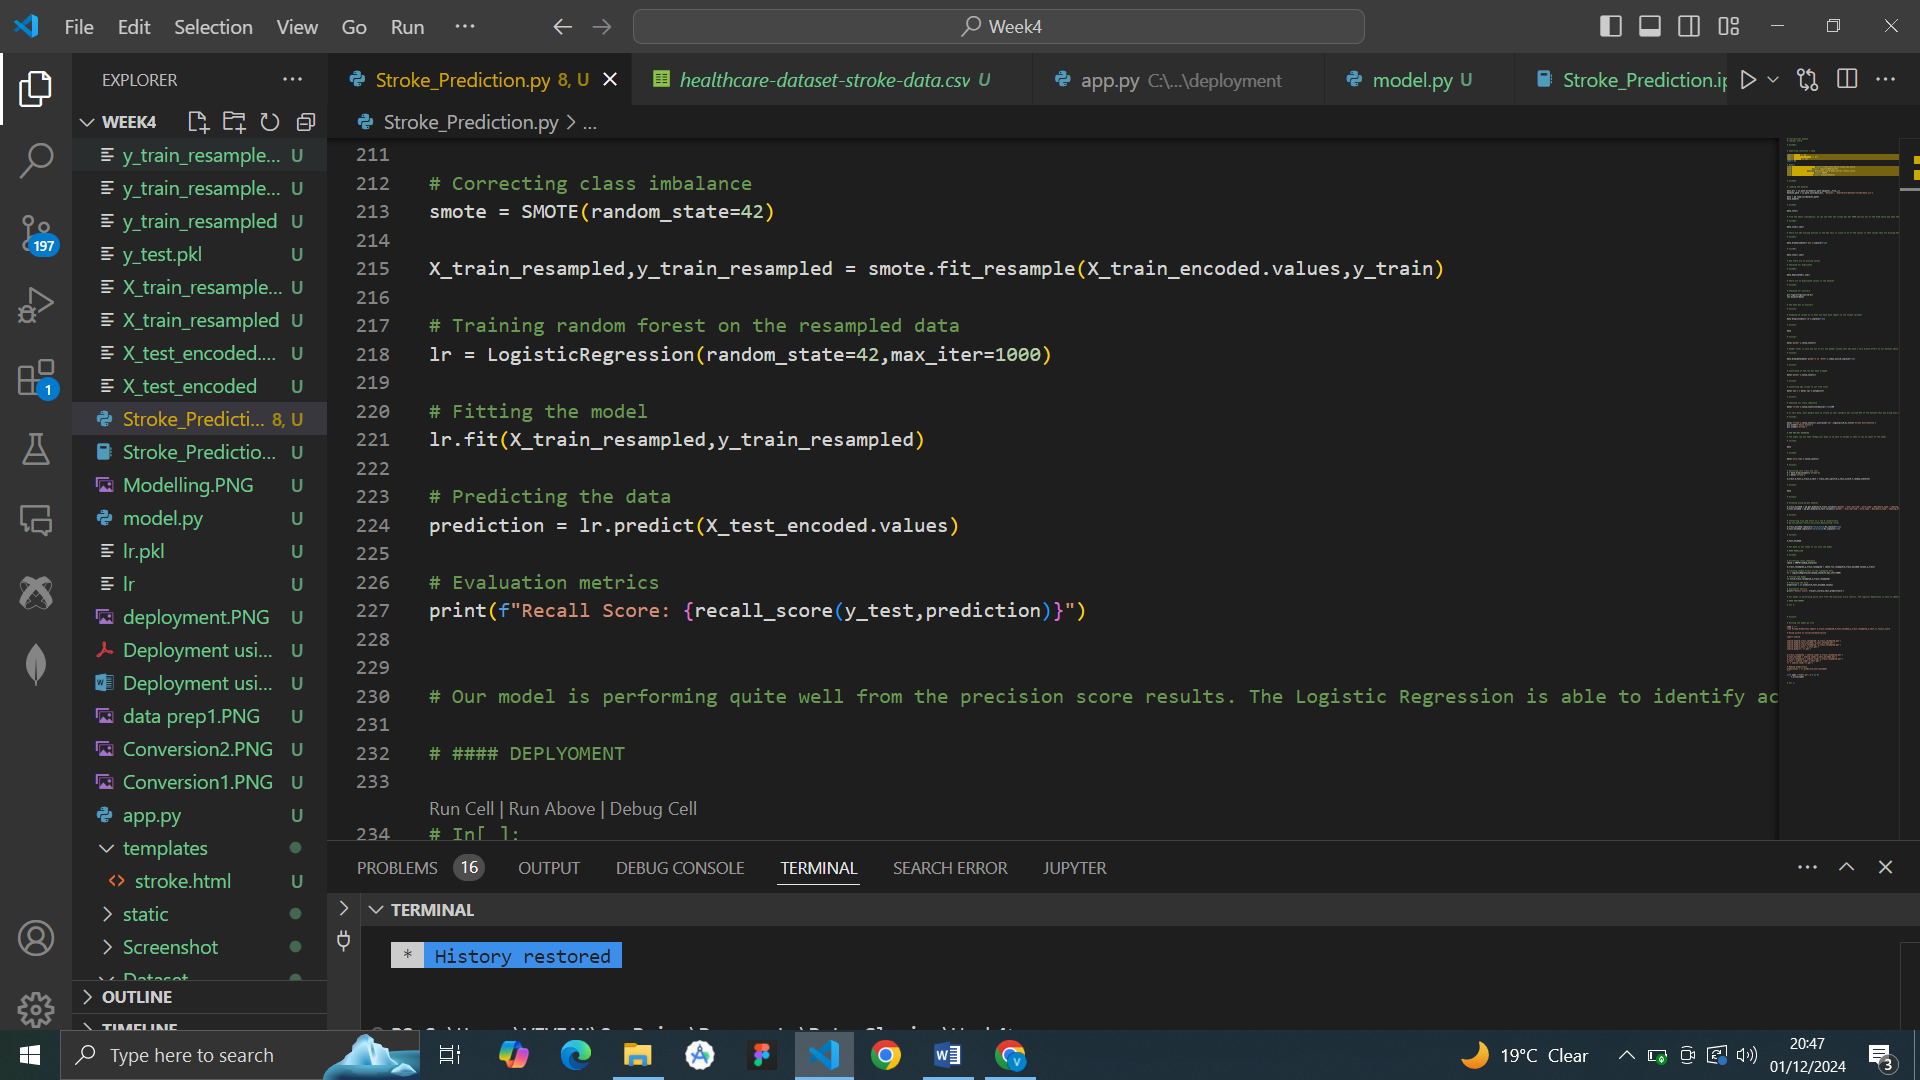 File Edit Selection View Go Run ··· Week4
EXPLORER ···
Stroke_Prediction.py 8, U healthcare-dataset-stroke-data.csv U app.py C:\...\deployment model.py U Stroke_Prediction.ip
WEEK4
Stroke_Prediction.py > ...
y_train_resample... U
y_train_resample... U
y_train_resampled U
y_test.pkl U
X_train_resample... U
X_train_resampled U
X_test_encoded.... U
X_test_encoded U
Stroke_Predicti... 8, U
Stroke_Predictio... U
Modelling.PNG U
model.py U
lr.pkl U
lr U
deployment.PNG U
Deployment usi... U
Deployment usi... U
data prep1.PNG U
Conversion2.PNG U
Conversion1.PNG U
app.py U
templates
stroke.html U
static
Screenshot
Dataset
OUTLINE
TIMELINE
197
1
211
212 # Correcting class imbalance
213 smote = SMOTE(random_state=42)
214
215 X_train_resampled,y_train_resampled = smote.fit_resample(X_train_encoded.values,y_train)
216
217 # Training random forest on the resampled data
218 lr = LogisticRegression(random_state=42,max_iter=1000)
219
220 # Fitting the model
221 lr.fit(X_train_resampled,y_train_resampled)
222
223 # Predicting the data
224 prediction = lr.predict(X_test_encoded.values)
225
226 # Evaluation metrics
227 print(f"Recall Score: {recall_score(y_test,prediction)}")
228
229
230 # Our model is performing quite well from the precision score results. The Logistic Regression is able to identify ac
231
232 # #### DEPLYOMENT
233
Run Cell | Run Above | Debug Cell
234 # In[ ]:
PROBLEMS 16 OUTPUT DEBUG CONSOLE TERMINAL SEARCH ERROR JUPYTER
TERMINAL
* History restored
Type here to search
19°C Clear
20:47
01/12/2024
3